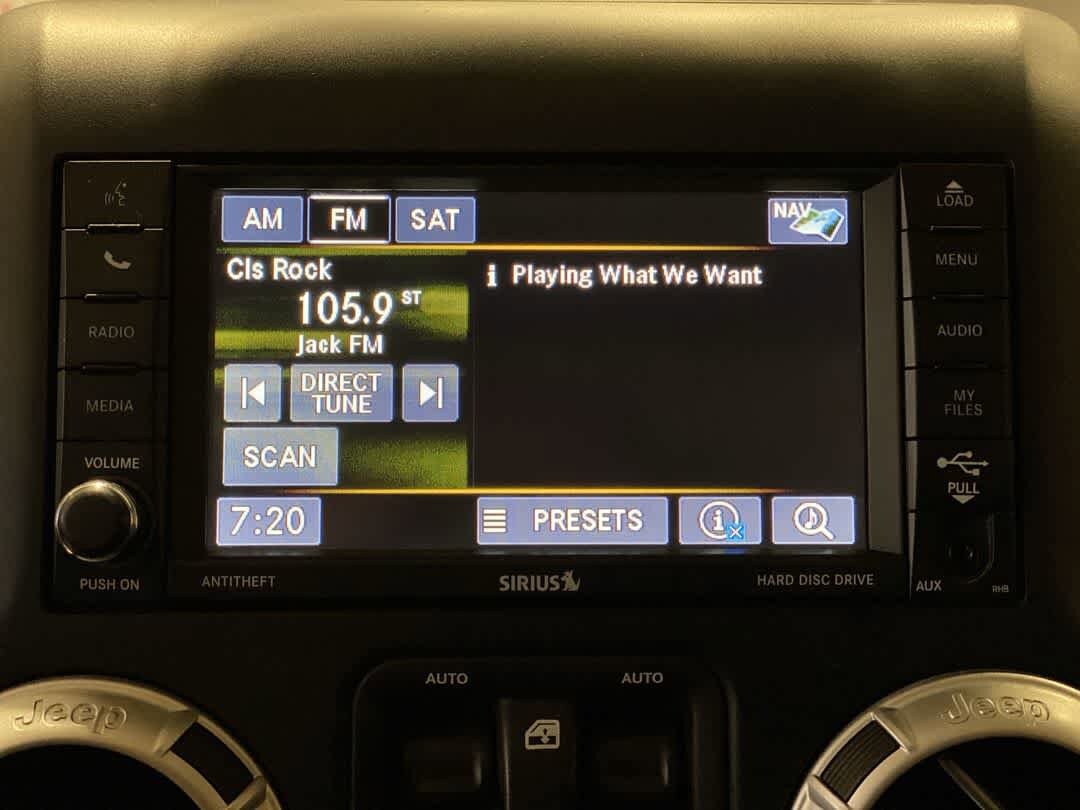 AM FM SAT NAV
Cls Rock
105.9 ST
Jack FM
i Playing What We Want
DIRECT
TUNE
SCAN
7:20 PRESETS i
RADIO
MEDIA
VOLUME
PUSH ON
LOAD
MENU
AUDIO
MY
FILES
PULL
AUX
RHB
ANTITHEFT SIRIUS HARD DISC DRIVE
AUTO AUTO
Jeep Jeep